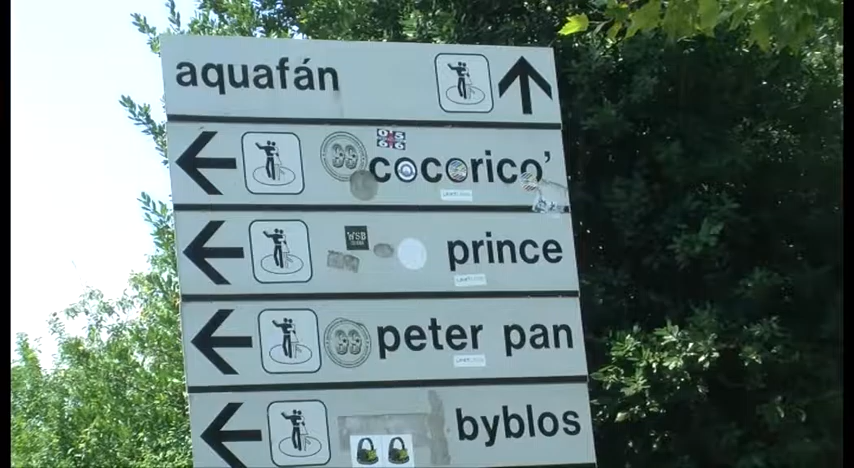 aquafán
cocorico'
prince
peter pan
byblos